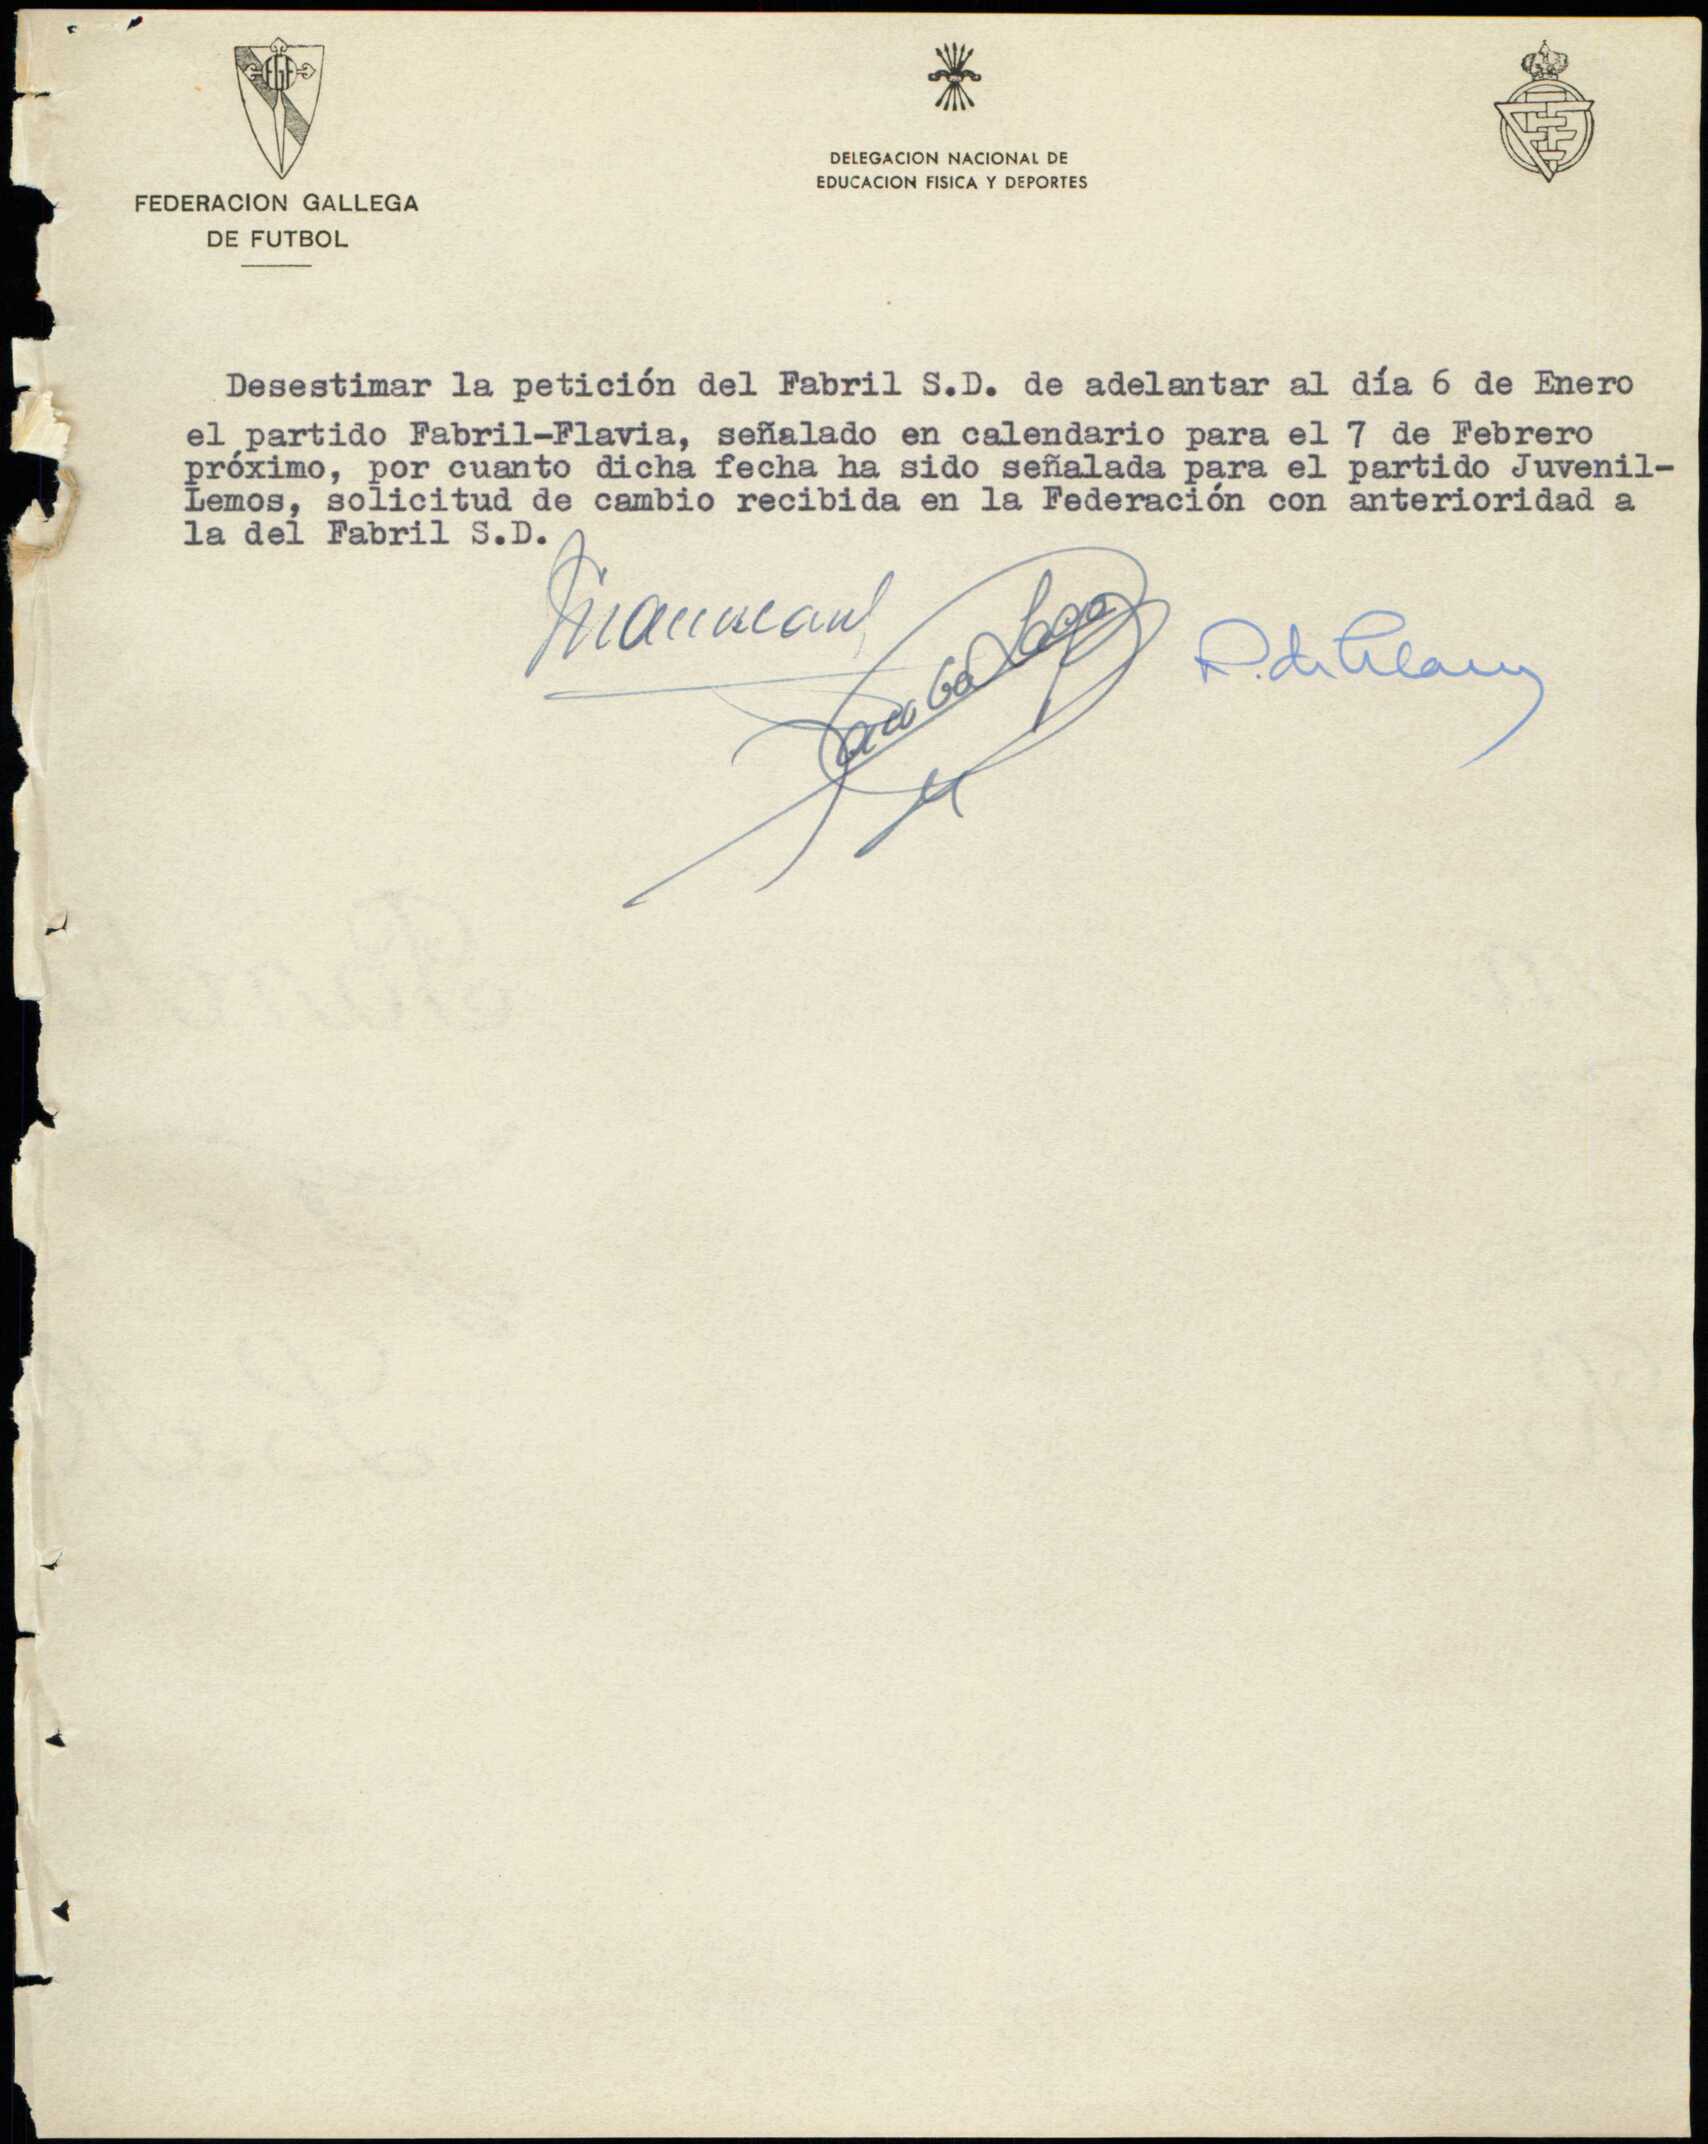 FGF
FEDERACION GALLEGA
DE FUTBOL
DELEGACION NACIONAL DE
EDUCACION FISICA Y DEPORTES
Desestimar la petición del Fabril S.D. de adelantar al día 6 de Enero
el partido Fabril-Flavia, señalado en calendario para el 7 de Febrero
próximo, por cuanto dicha fecha ha sido señalada para el partido Juvenil-
Lemos, solicitud de cambio recibida en la Federación con anterioridad a
la del Fabril S.D.